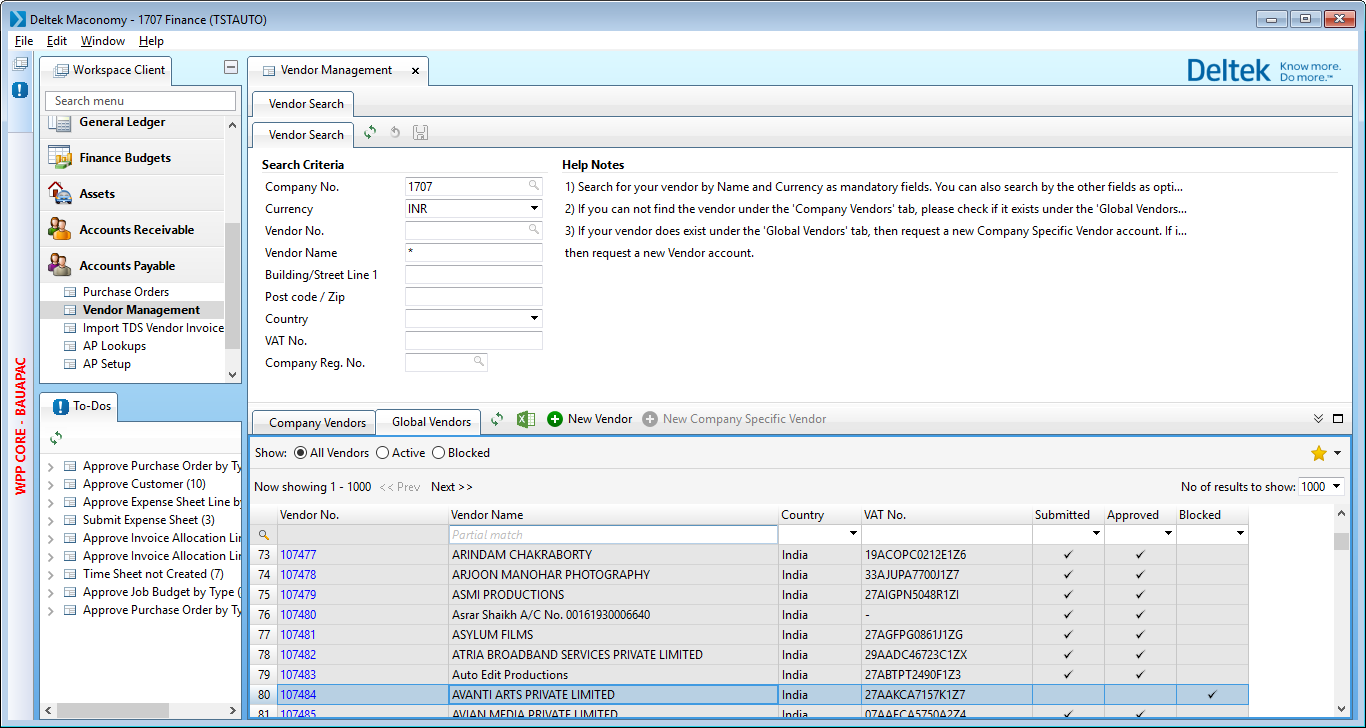 Deltek Maconomy - 1707 Finance (TSTAUTO)
File Edit Window Help
Workspace Client
Vendor Management
Deltek Know more. Do more.™
Search menu
General Ledger
Finance Budgets
Assets
Accounts Receivable
Accounts Payable
Purchase Orders
Vendor Management
Import TDS Vendor Invoice
AP Lookups
AP Setup
WPP CORE - BAUAPAC
To-Dos
Approve Purchase Order by Ty
Approve Customer (10)
Approve Expense Sheet Line by
Submit Expense Sheet (3)
Approve Invoice Allocation Lin
Approve Invoice Allocation Lin
Time Sheet not Created (7)
Approve Job Budget by Type (
Approve Purchase Order by Ty
Vendor Search
Vendor Search
Search Criteria
Company No. 1707
Currency INR
Vendor No.
Vendor Name *
Building/Street Line 1
Post code / Zip
Country
VAT No.
Company Reg. No.
Help Notes
1) Search for your vendor by Name and Currency as mandatory fields. You can also search by the other fields as opti...
2) If you can not find the vendor under the 'Company Vendors' tab, please check if it exists under the 'Global Vendors...
3) If your vendor does exist under the 'Global Vendors' tab, then request a new Company Specific Vendor account. If i...
then request a new Vendor account.
Company Vendors Global Vendors New Vendor New Company Specific Vendor
Show: All Vendors Active Blocked
Now showing 1 - 1000 << Prev Next >> No of results to show: 1000
Vendor No. Vendor Name Country VAT No. Submitted Approved Blocked
Partial match
73 107477 ARINDAM CHAKRABORTY India 19ACOPC0212E1Z6 ✓ ✓
74 107478 ARJOON MANOHAR PHOTOGRAPHY India 33AJUPA7700J1Z7 ✓ ✓
75 107479 ASMI PRODUCTIONS India 27AIGPN5048R1ZI ✓ ✓
76 107480 Asrar Shaikh A/C No. 00161930006640 India - ✓ ✓
77 107481 ASYLUM FILMS India 27AGFPG0861J1ZG ✓ ✓
78 107482 ATRIA BROADBAND SERVICES PRIVATE LIMITED India 29AADC46723C1ZX ✓ ✓
79 107483 Auto Edit Productions India 27ABTPT2490F1Z3 ✓ ✓
80 107484 AVANTI ARTS PRIVATE LIMITED India 27AAKCA7157K1Z7 ✓
81 107485 AVIAN MEDIA PRIVATE LIMITED India 07AAECA5750A2Z4 ✓ ✓